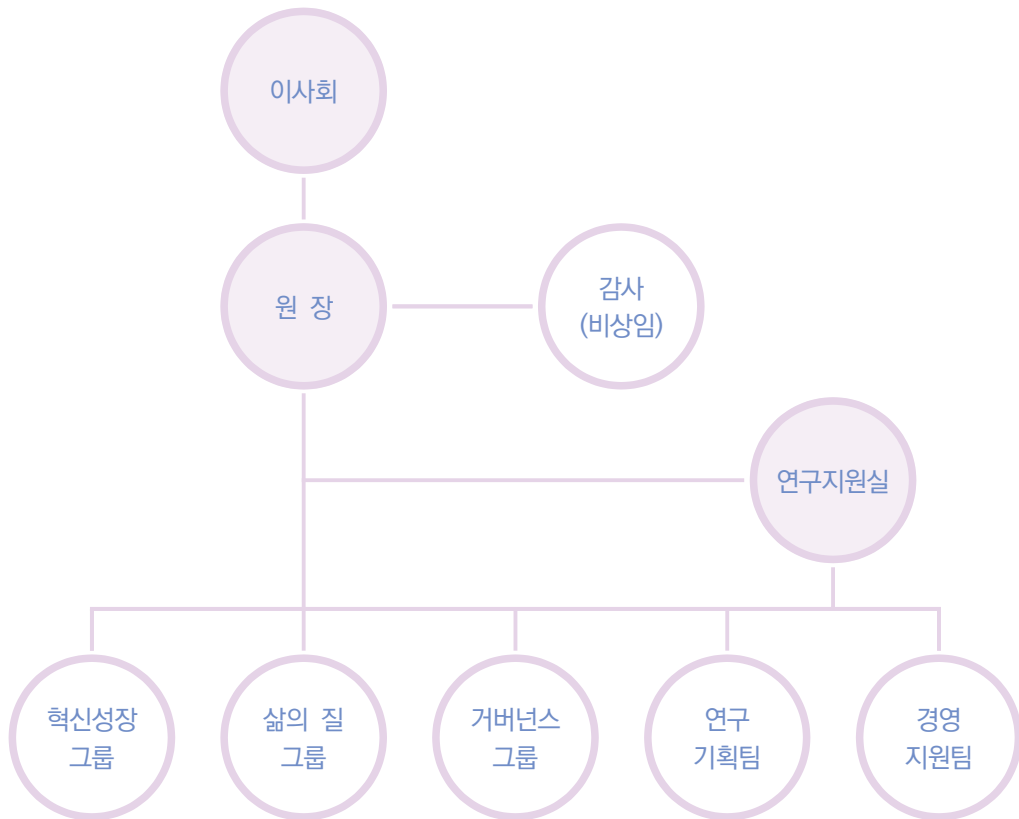 이사회
원 장
감사
(비상임)
연구지원실
혁신성장
그룹
삶의 질
그룹
거버넌스
그룹
연구
기획팀
경영
지원팀